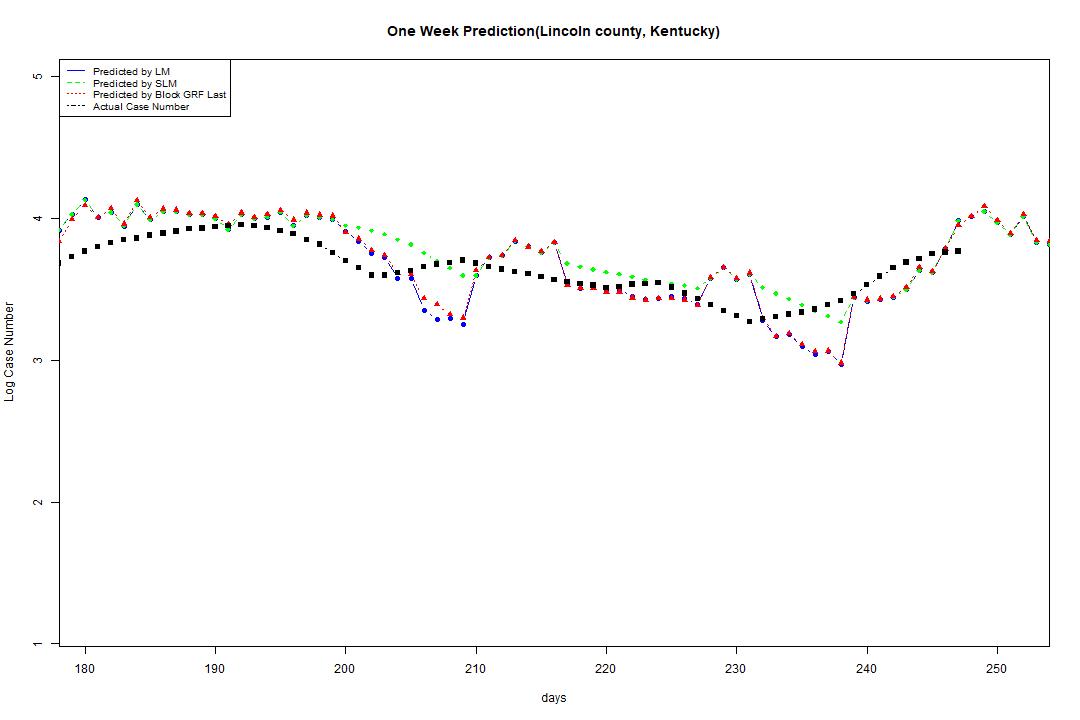 One Week Prediction(Lincoln county, Kentucky)
Predicted by LM
Predicted by SLM
Predicted by Block GRF Last
Actual Case Number
5
4
3
2
1
Log Case Number
180 190 200 210 220 230 240 250
days